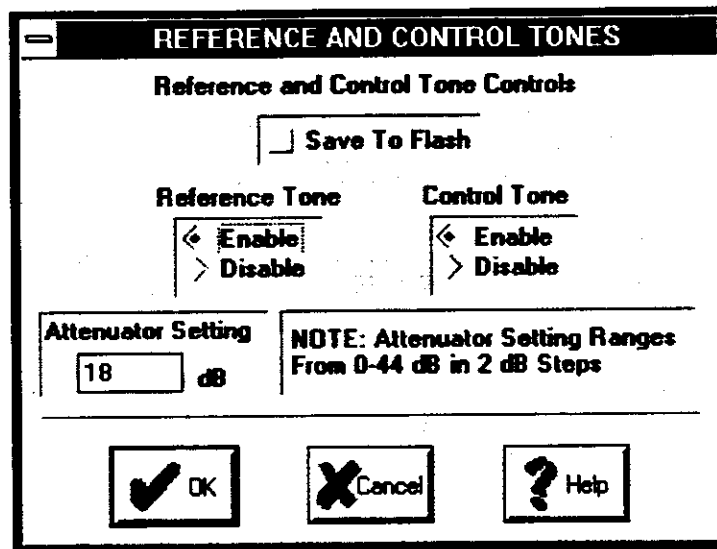 REFERENCE AND CONTROL TONES
Reference and Control Tone Controls
Save To Flash
Reference Tone
Enable
Disable
Control Tone
Enable
Disable
Attenuator Setting
18 dB
NOTE: Attenuator Setting Ranges
From 0-44 dB in 2 dB Steps
OK
Cancel
Help